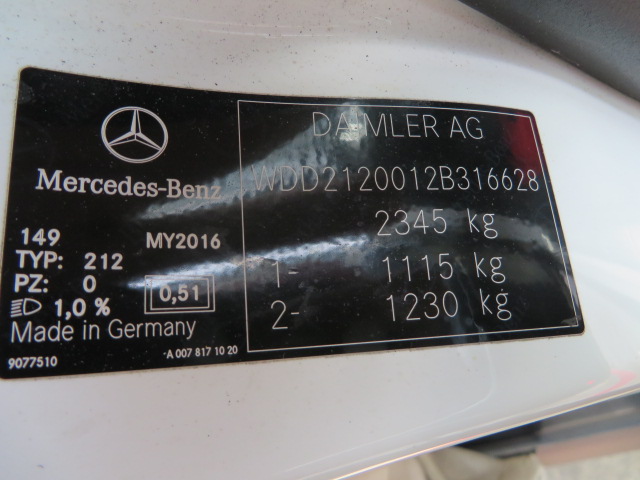 Mercedes-Benz
149 MY2016
TYP: 212
PZ: 0
1,0 % 0,51
Made in Germany
9077510 A 007 817 10 20
DAIMLER AG
WDD2120012B316628
2345 kg
1- 1115 kg
2- 1230 kg